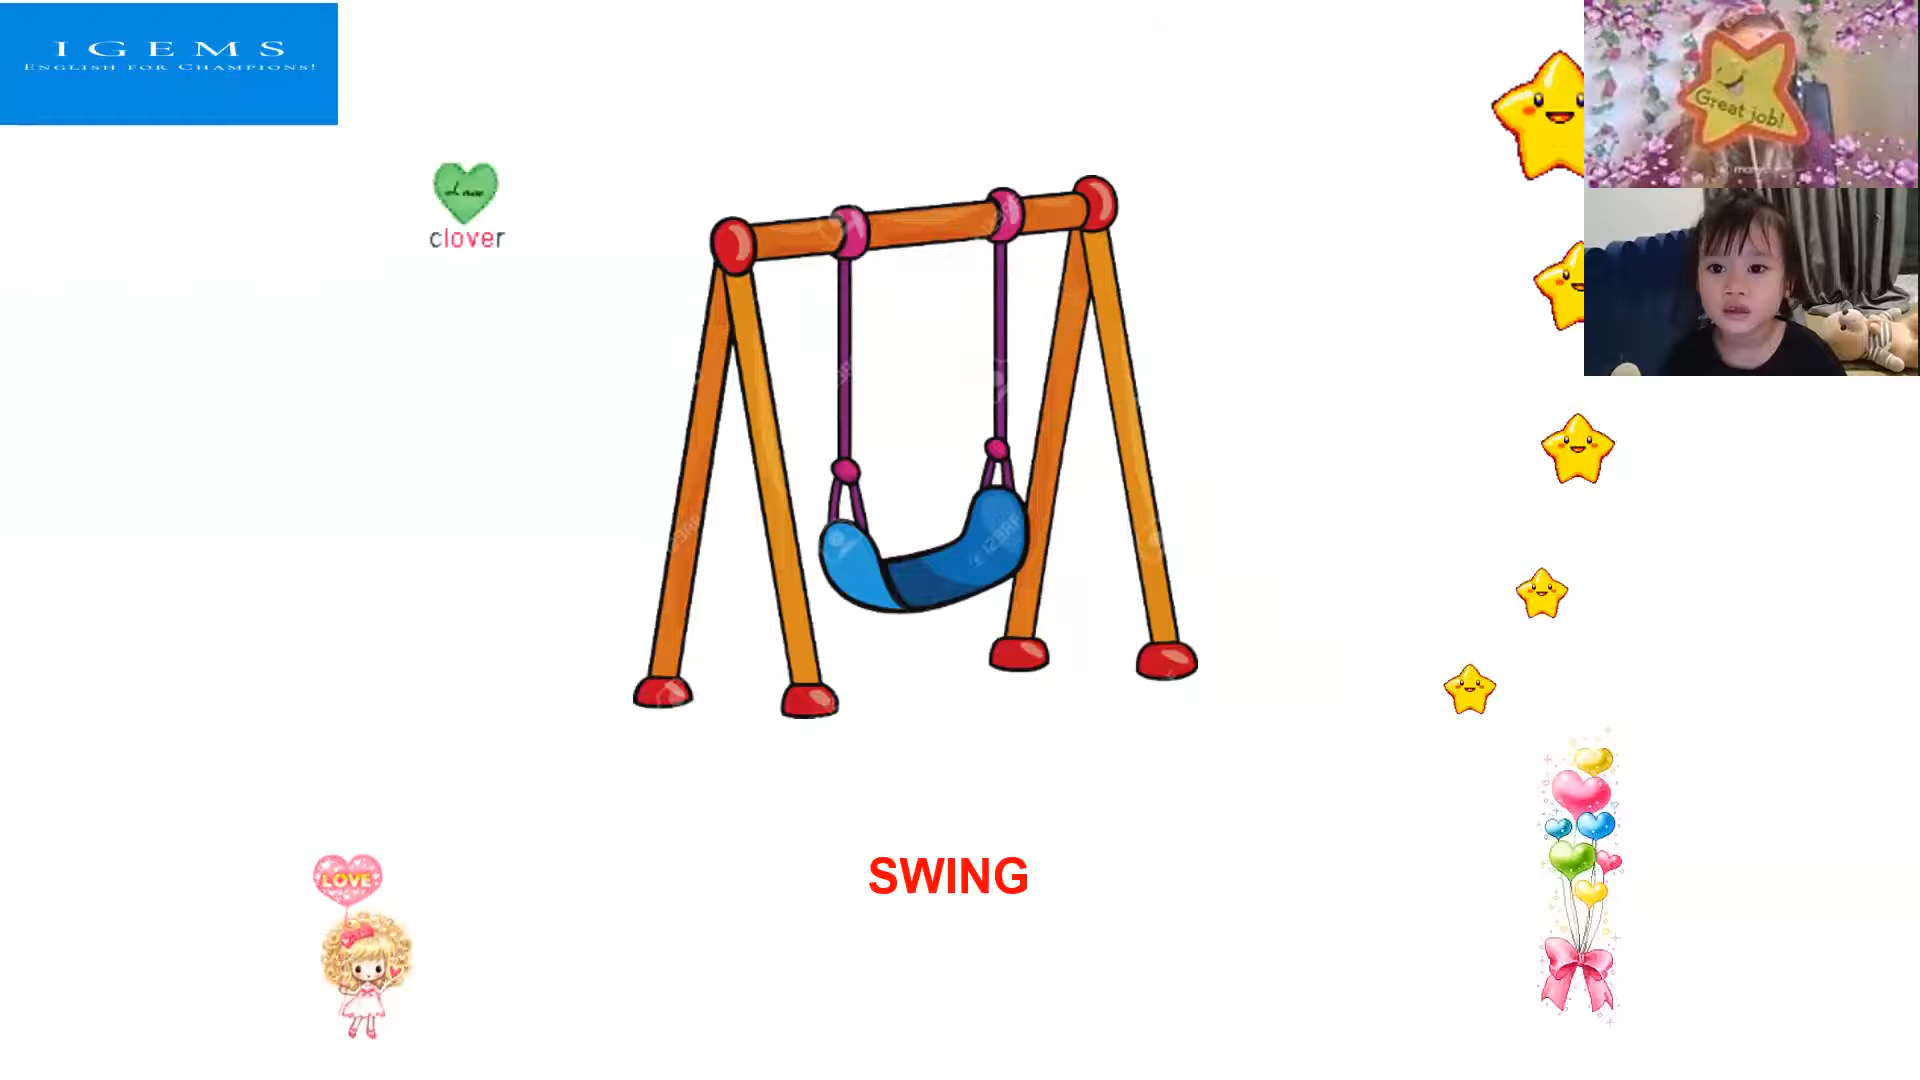 IGEMS
ENGLISH FOR CHAMPIONS!
Great job!
clover
SWING
LOVE